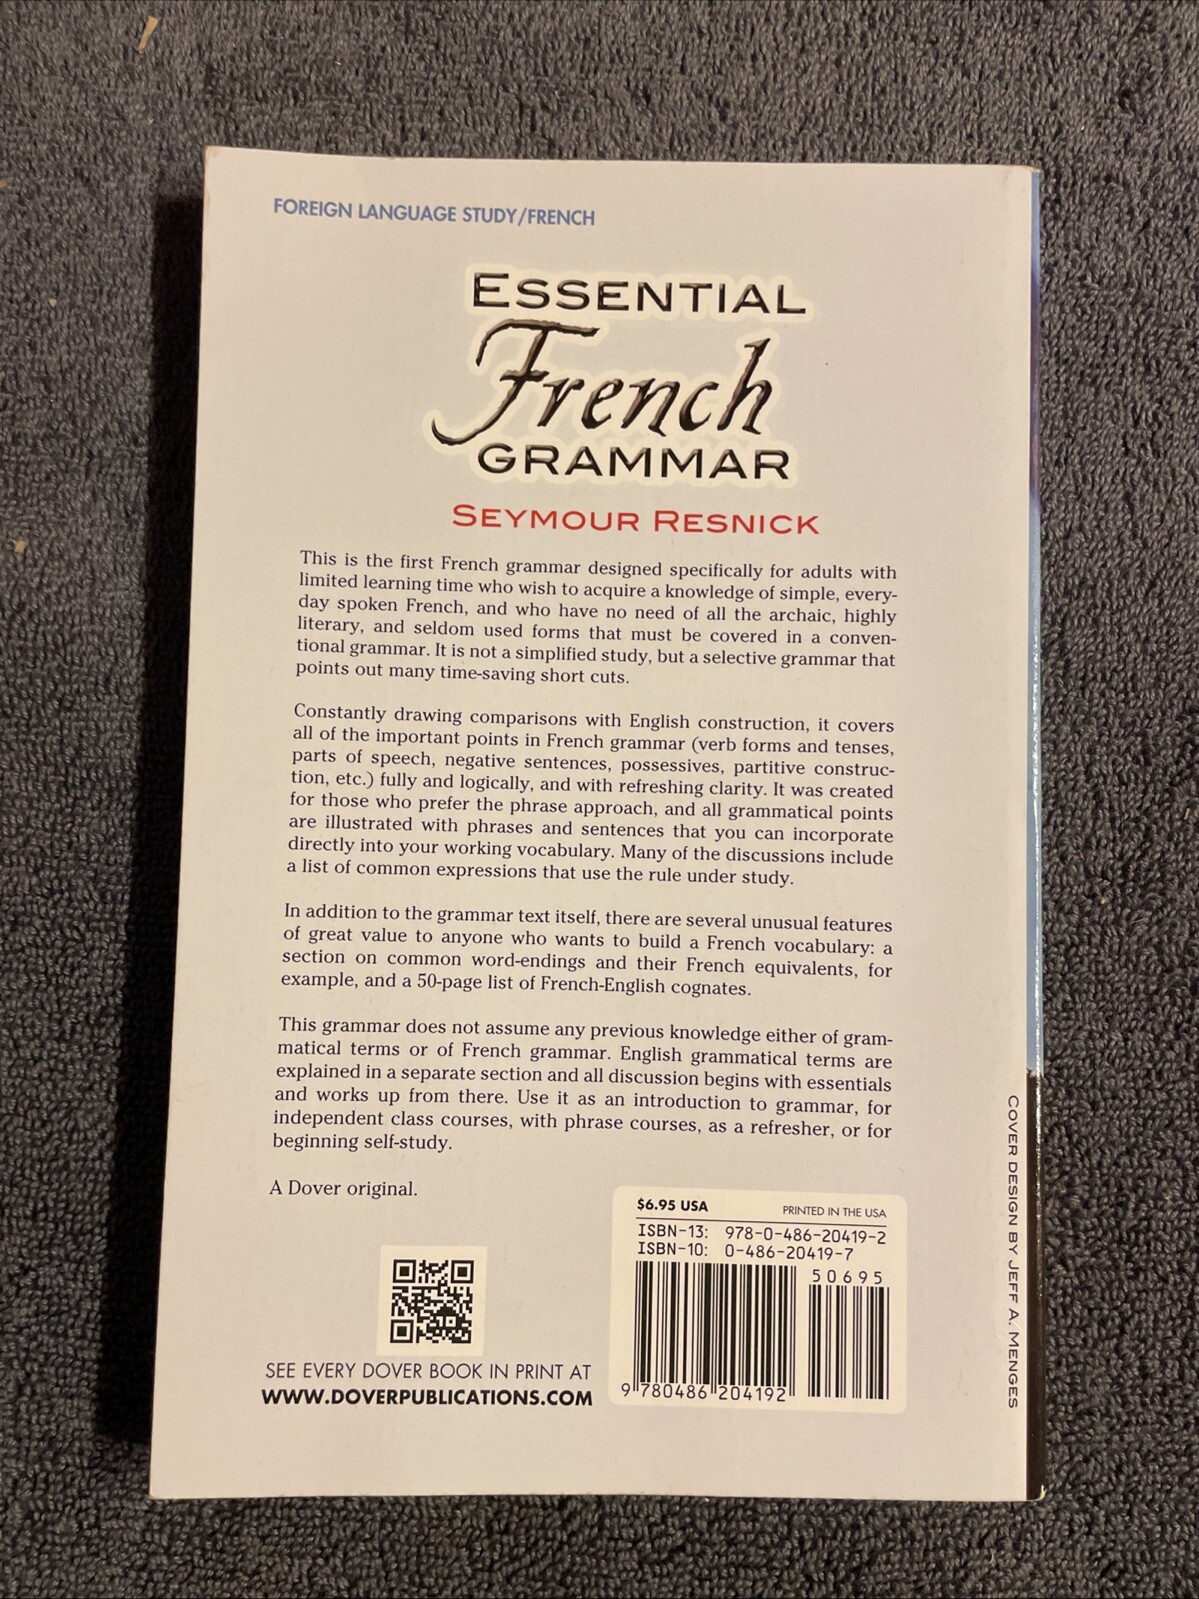 FOREIGN LANGUAGE STUDY/FRENCH
ESSENTIAL
French
GRAMMAR
SEYMOUR RESNICK
This is the first French grammar designed specifically for adults with
limited learning time who wish to acquire a knowledge of simple, every-
day spoken French, and who have no need of all the archaic, highly
literary, and seldom used forms that must be covered in a conven-
tional grammar. It is not a simplified study, but a selective grammar that
points out many time-saving short cuts.
Constantly drawing comparisons with English construction, it covers
all of the important points in French grammar (verb forms and tenses,
parts of speech, negative sentences, possessives, partitive construc-
tion, etc.) fully and logically, and with refreshing clarity. It was created
for those who prefer the phrase approach, and all grammatical points
are illustrated with phrases and sentences that you can incorporate
directly into your working vocabulary. Many of the discussions include
a list of common expressions that use the rule under study.
In addition to the grammar text itself, there are several unusual features
of great value to anyone who wants to build a French vocabulary: a
section on common word-endings and their French equivalents, for
example, and a 50-page list of French-English cognates.
This grammar does not assume any previous knowledge either of gram-
matical terms or of French grammar. English grammatical terms are
explained in a separate section and all discussion begins with essentials
and works up from there. Use it as an introduction to grammar, for
independent class courses, with phrase courses, as a refresher, or for
beginning self-study.
A Dover original.
$6.95 USA PRINTED IN THE USA
ISBN-13: 978-0-486-20419-2
ISBN-10: 0-486-20419-7
50695
9 780486 204192
SEE EVERY DOVER BOOK IN PRINT AT
WWW.DOVERPUBLICATIONS.COM
COVER DESIGN BY JEFF A. MENGES